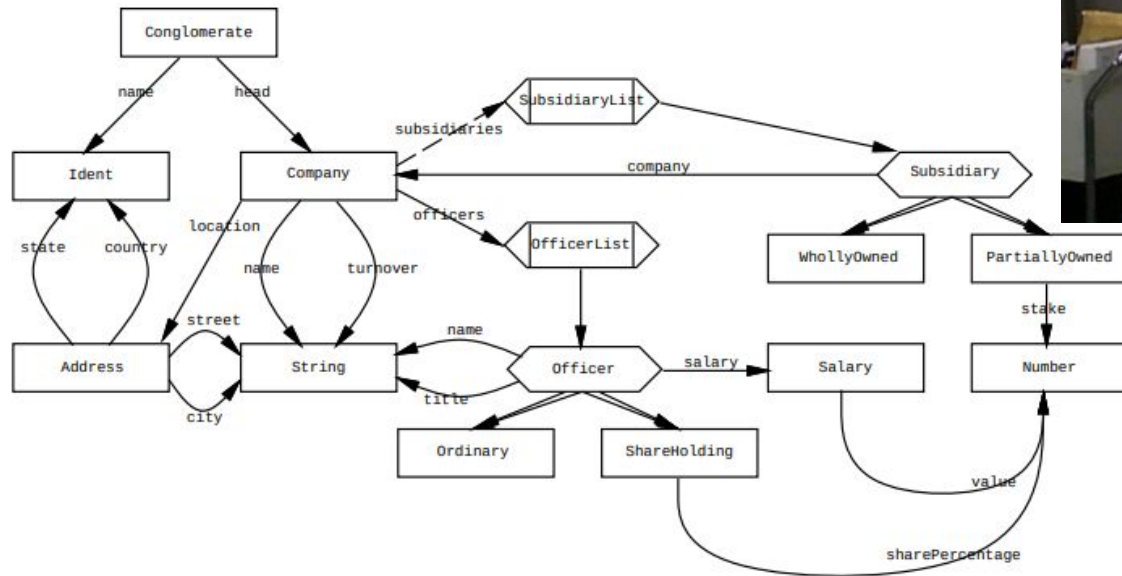 Conglomerate
name
head
SubsidiaryList
subsidiaries
Ident
Company
company
Subsidiary
state
country
location
name
turnover
officers
OfficerList
WhollyOwned
PartiallyOwned
stake
street
name
Address
String
Officer
salary
Salary
Number
city
title
Ordinary
ShareHolding
value
sharePercentage